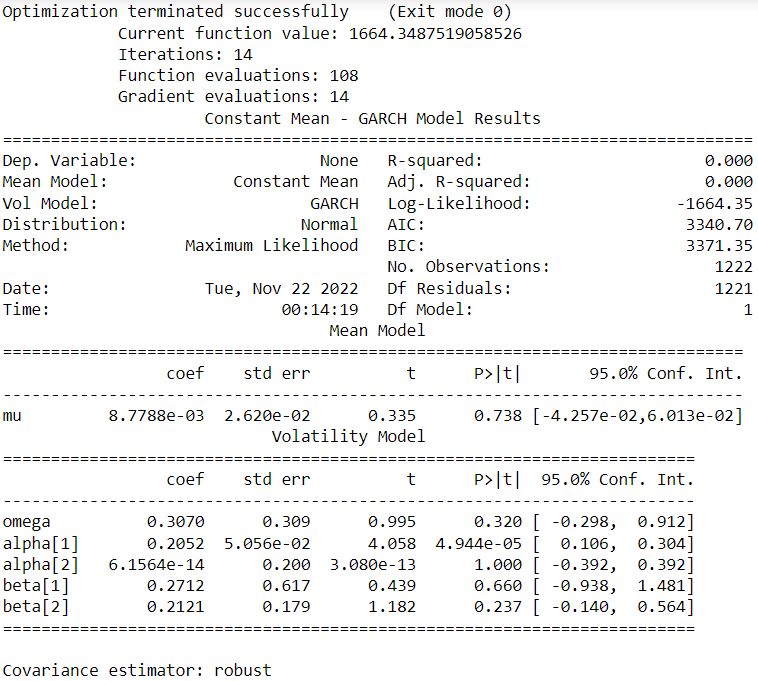 Optimization terminated successfully    (Exit mode 0)
            Current function value: 1664.3487519058526
            Iterations: 14
            Function evaluations: 108
            Gradient evaluations: 14
                     Constant Mean - GARCH Model Results
==============================================================================
Dep. Variable:                   None   R-squared:                       0.000
Mean Model:             Constant Mean   Adj. R-squared:                  0.000
Vol Model:                      GARCH   Log-Likelihood:               -1664.35
Distribution:                  Normal   AIC:                           3340.70
Method:            Maximum Likelihood   BIC:                           3371.35
                                        No. Observations:                 1222
Date:                Tue, Nov 22 2022   Df Residuals:                     1221
Time:                        00:14:19   Df Model:                            1
                                  Mean Model
=============================================================================
                 coef    std err          t      P>|t|       95.0% Conf. Int.
-----------------------------------------------------------------------------
mu         8.7788e-03  2.620e-02      0.335      0.738 [-4.257e-02,6.013e-02]
                            Volatility Model
========================================================================
                 coef    std err          t      P>|t|  95.0% Conf. Int.
------------------------------------------------------------------------
omega          0.3070      0.309      0.995      0.320 [ -0.298,  0.912]
alpha[1]       0.2052  5.056e-02      4.058  4.944e-05 [  0.106,  0.304]
alpha[2]   6.1564e-14      0.200  3.080e-13      1.000 [ -0.392,  0.392]
beta[1]        0.2712      0.617      0.439      0.660 [ -0.938,  1.481]
beta[2]        0.2121      0.179      1.182      0.237 [ -0.140,  0.564]
========================================================================

Covariance estimator: robust